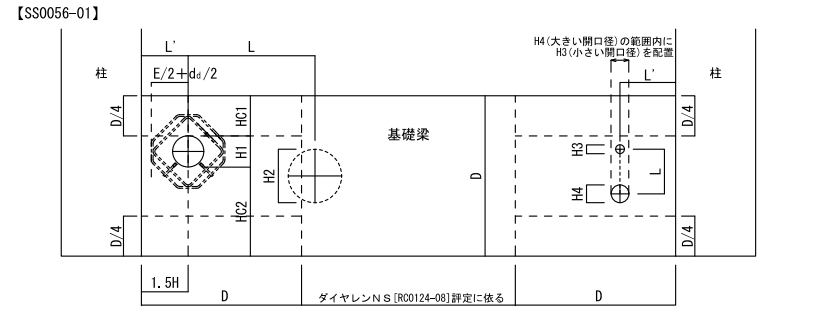 【SS0056-01】
H4(大きい開口径)の範囲内に
H3(小さい開口径)を配置
L'
L
L'
柱
柱
E/2+dd/2
D/4
HC1
D/4
基礎梁
H1
H3
H2
D
L
H4
HC2
D/4
D/4
1.5H
D
ダイヤレンNS[RC0124-08]評定に依る
D